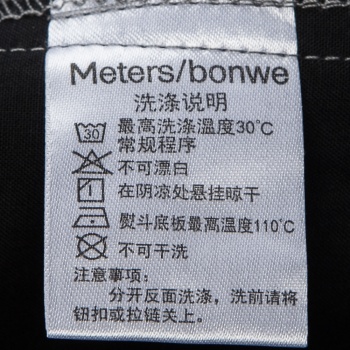 Meters/bonwe
洗涤说明
30 最高洗涤温度30°C
常规程序
不可漂白
在阴凉处悬挂晾干
熨斗底板最高温度110°C
不可干洗
注意事项:
分开反面洗涤，洗前请将
钮扣或拉链关上。